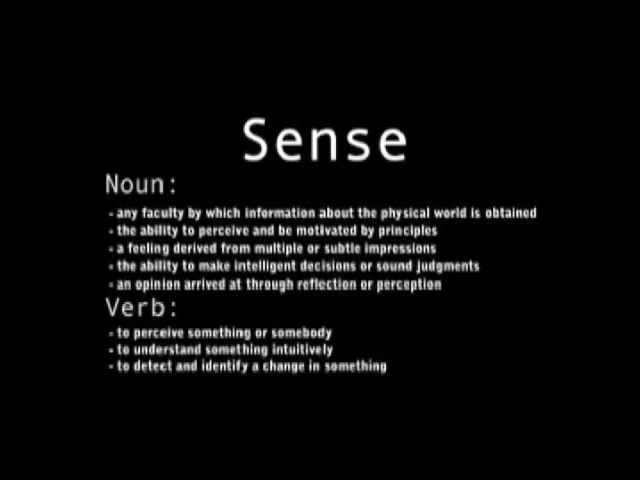 Sense
Noun:
- any faculty by which information about the physical world is obtained
- the ability to perceive and be motivated by principles
- a feeling derived from multiple or subtle impressions
- the ability to make intelligent decisions or sound judgments
- an opinion arrived at through reflection or perception
Verb:
- to perceive something or somebody
- to understand something intuitively
- to detect and identify a change in something